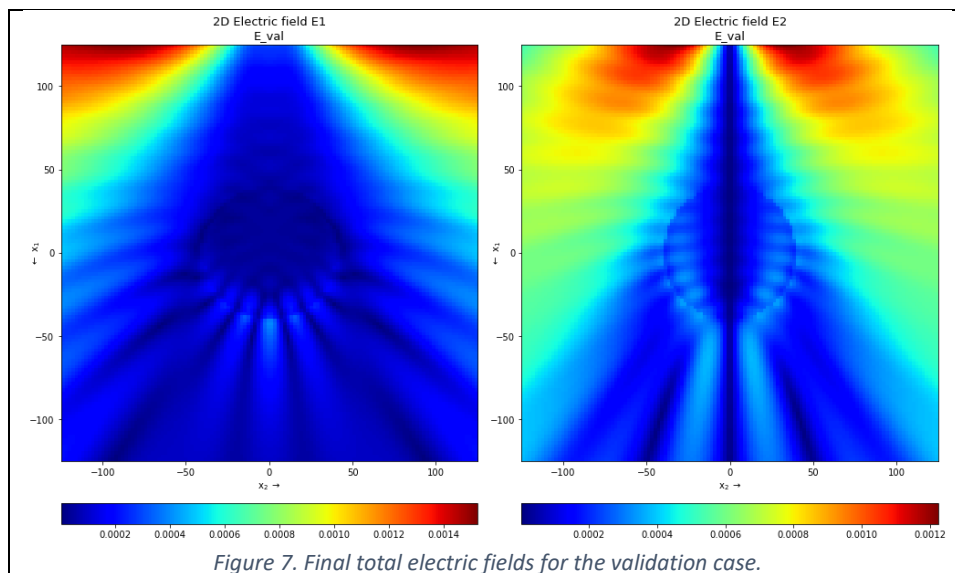 2D Electric field E1
E_val
100
50
0
−50
−100
← x₁
−100 −50 0 50 100
x₂ →
0.0002 0.0004 0.0006 0.0008 0.0010 0.0012 0.0014
2D Electric field E2
E_val
100
50
0
−50
−100
← x₁
−100 −50 0 50 100
x₂ →
0.0002 0.0004 0.0006 0.0008 0.0010 0.0012
Figure 7. Final total electric fields for the validation case.